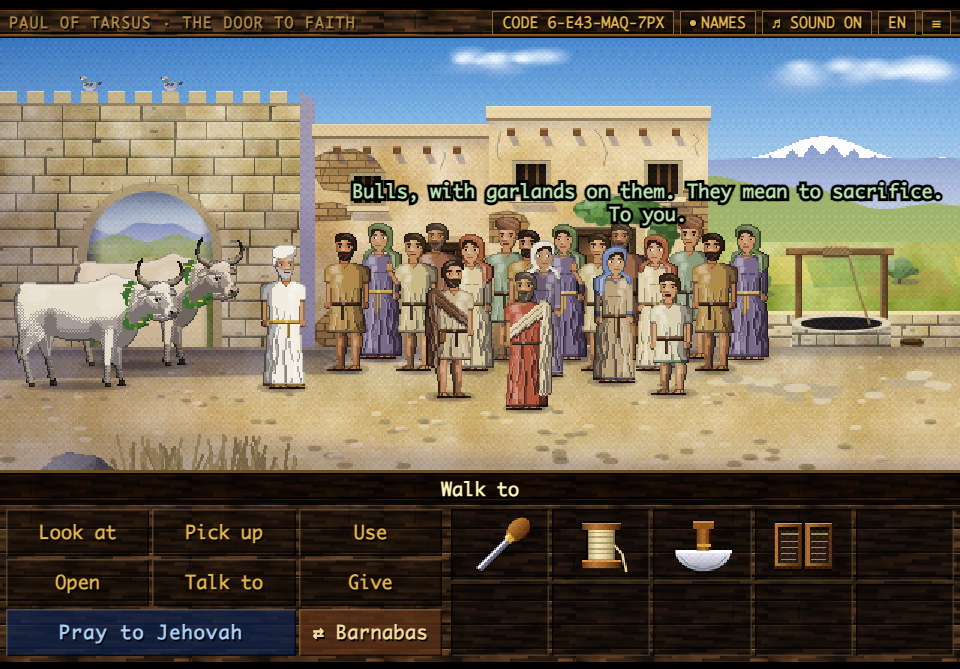 PAUL OF TARSUS · THE DOOR TO FAITH
CODE 6-E43-MAQ-7PX
• NAMES
♬ SOUND ON
EN
≡
Bulls, with garlands on them. They mean to sacrifice.
To you.
Walk to
Look at
Pick up
Use
Open
Talk to
Give
Pray to Jehovah
⇄ Barnabas